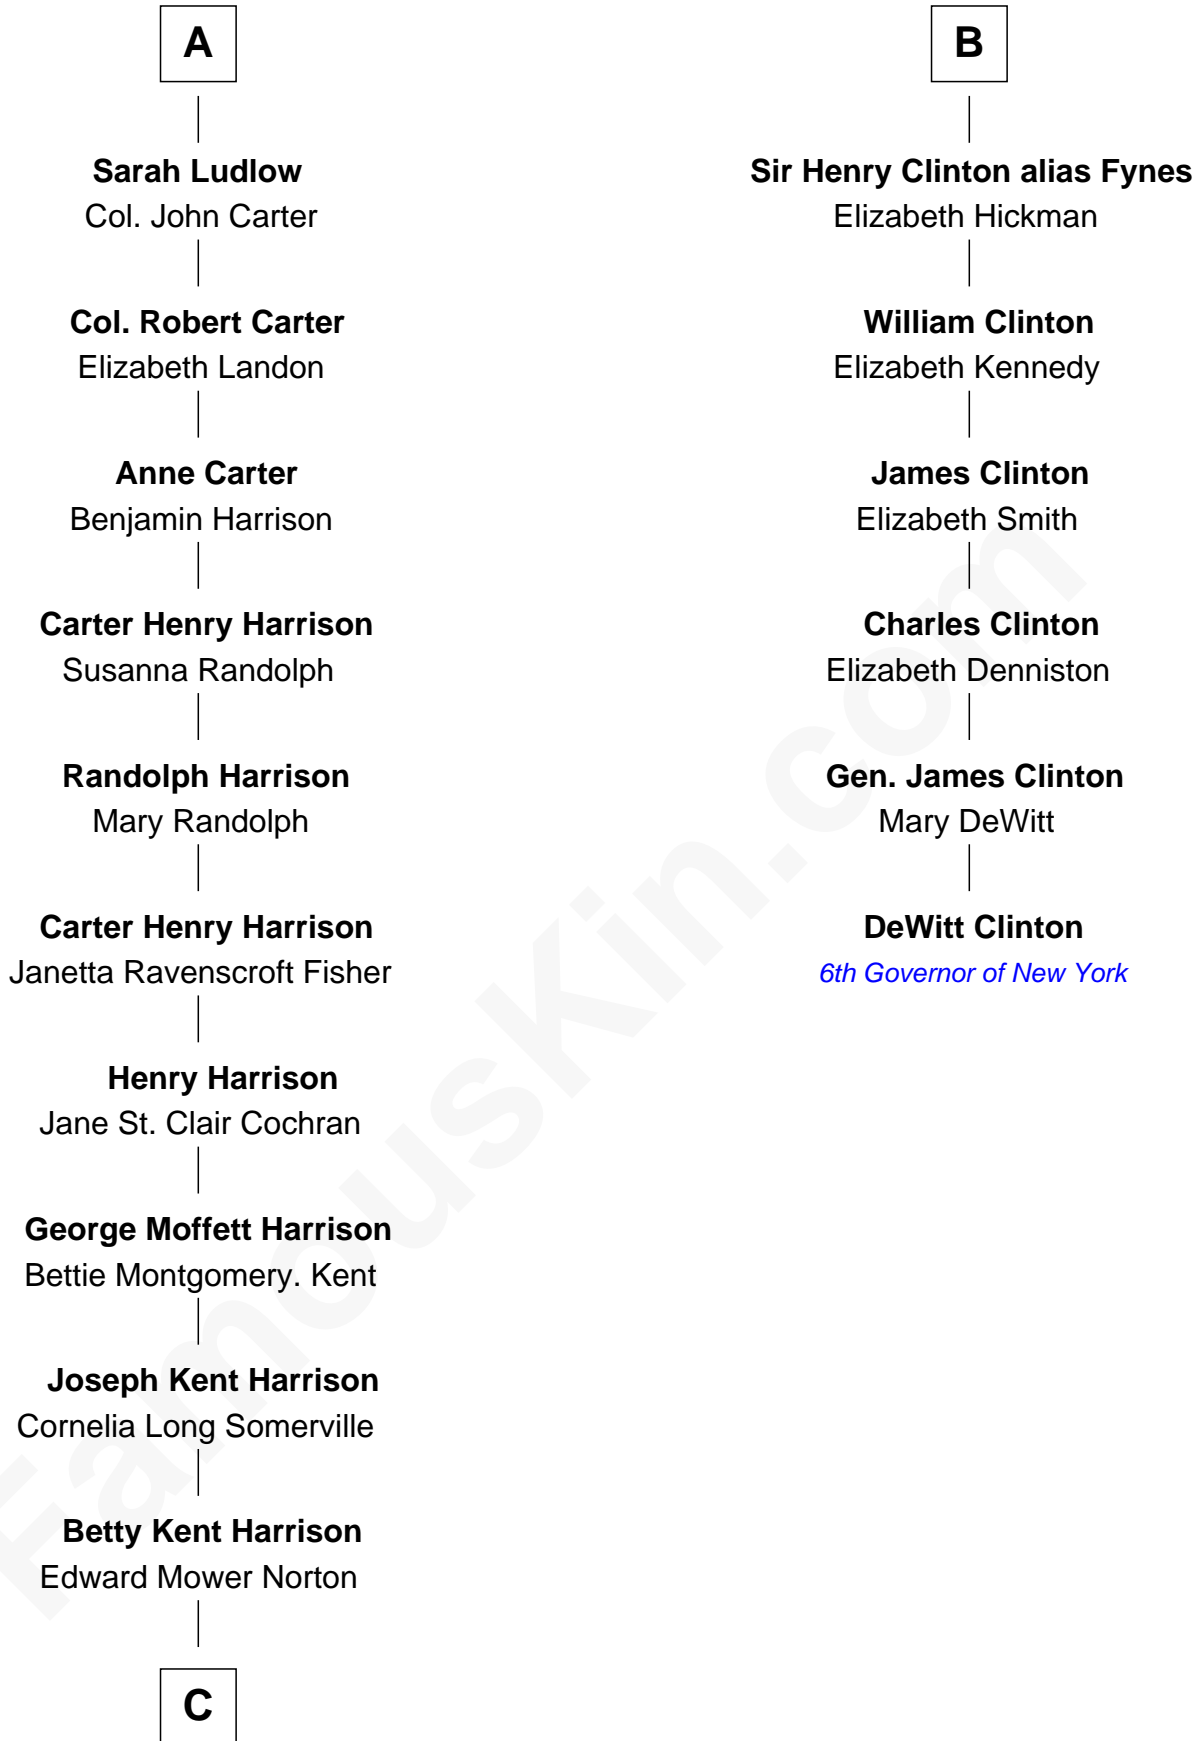 A
Sarah Ludlow
Col. John Carter
Col. Robert Carter
Elizabeth Landon
Anne Carter
Benjamin Harrison
Carter Henry Harrison
Susanna Randolph
Randolph Harrison
Mary Randolph
Carter Henry Harrison
Janetta Ravenscroft Fisher
Henry Harrison
Jane St. Clair Cochran
George Moffett Harrison
Bettie Montgomery. Kent
Joseph Kent Harrison
Cornelia Long Somerville
Betty Kent Harrison
Edward Mower Norton
C
B
Sir Henry Clinton alias Fynes
Elizabeth Hickman
William Clinton
Elizabeth Kennedy
James Clinton
Elizabeth Smith
Charles Clinton
Elizabeth Denniston
Gen. James Clinton
Mary DeWitt
DeWitt Clinton
6th Governor of New York
FamousKin.com